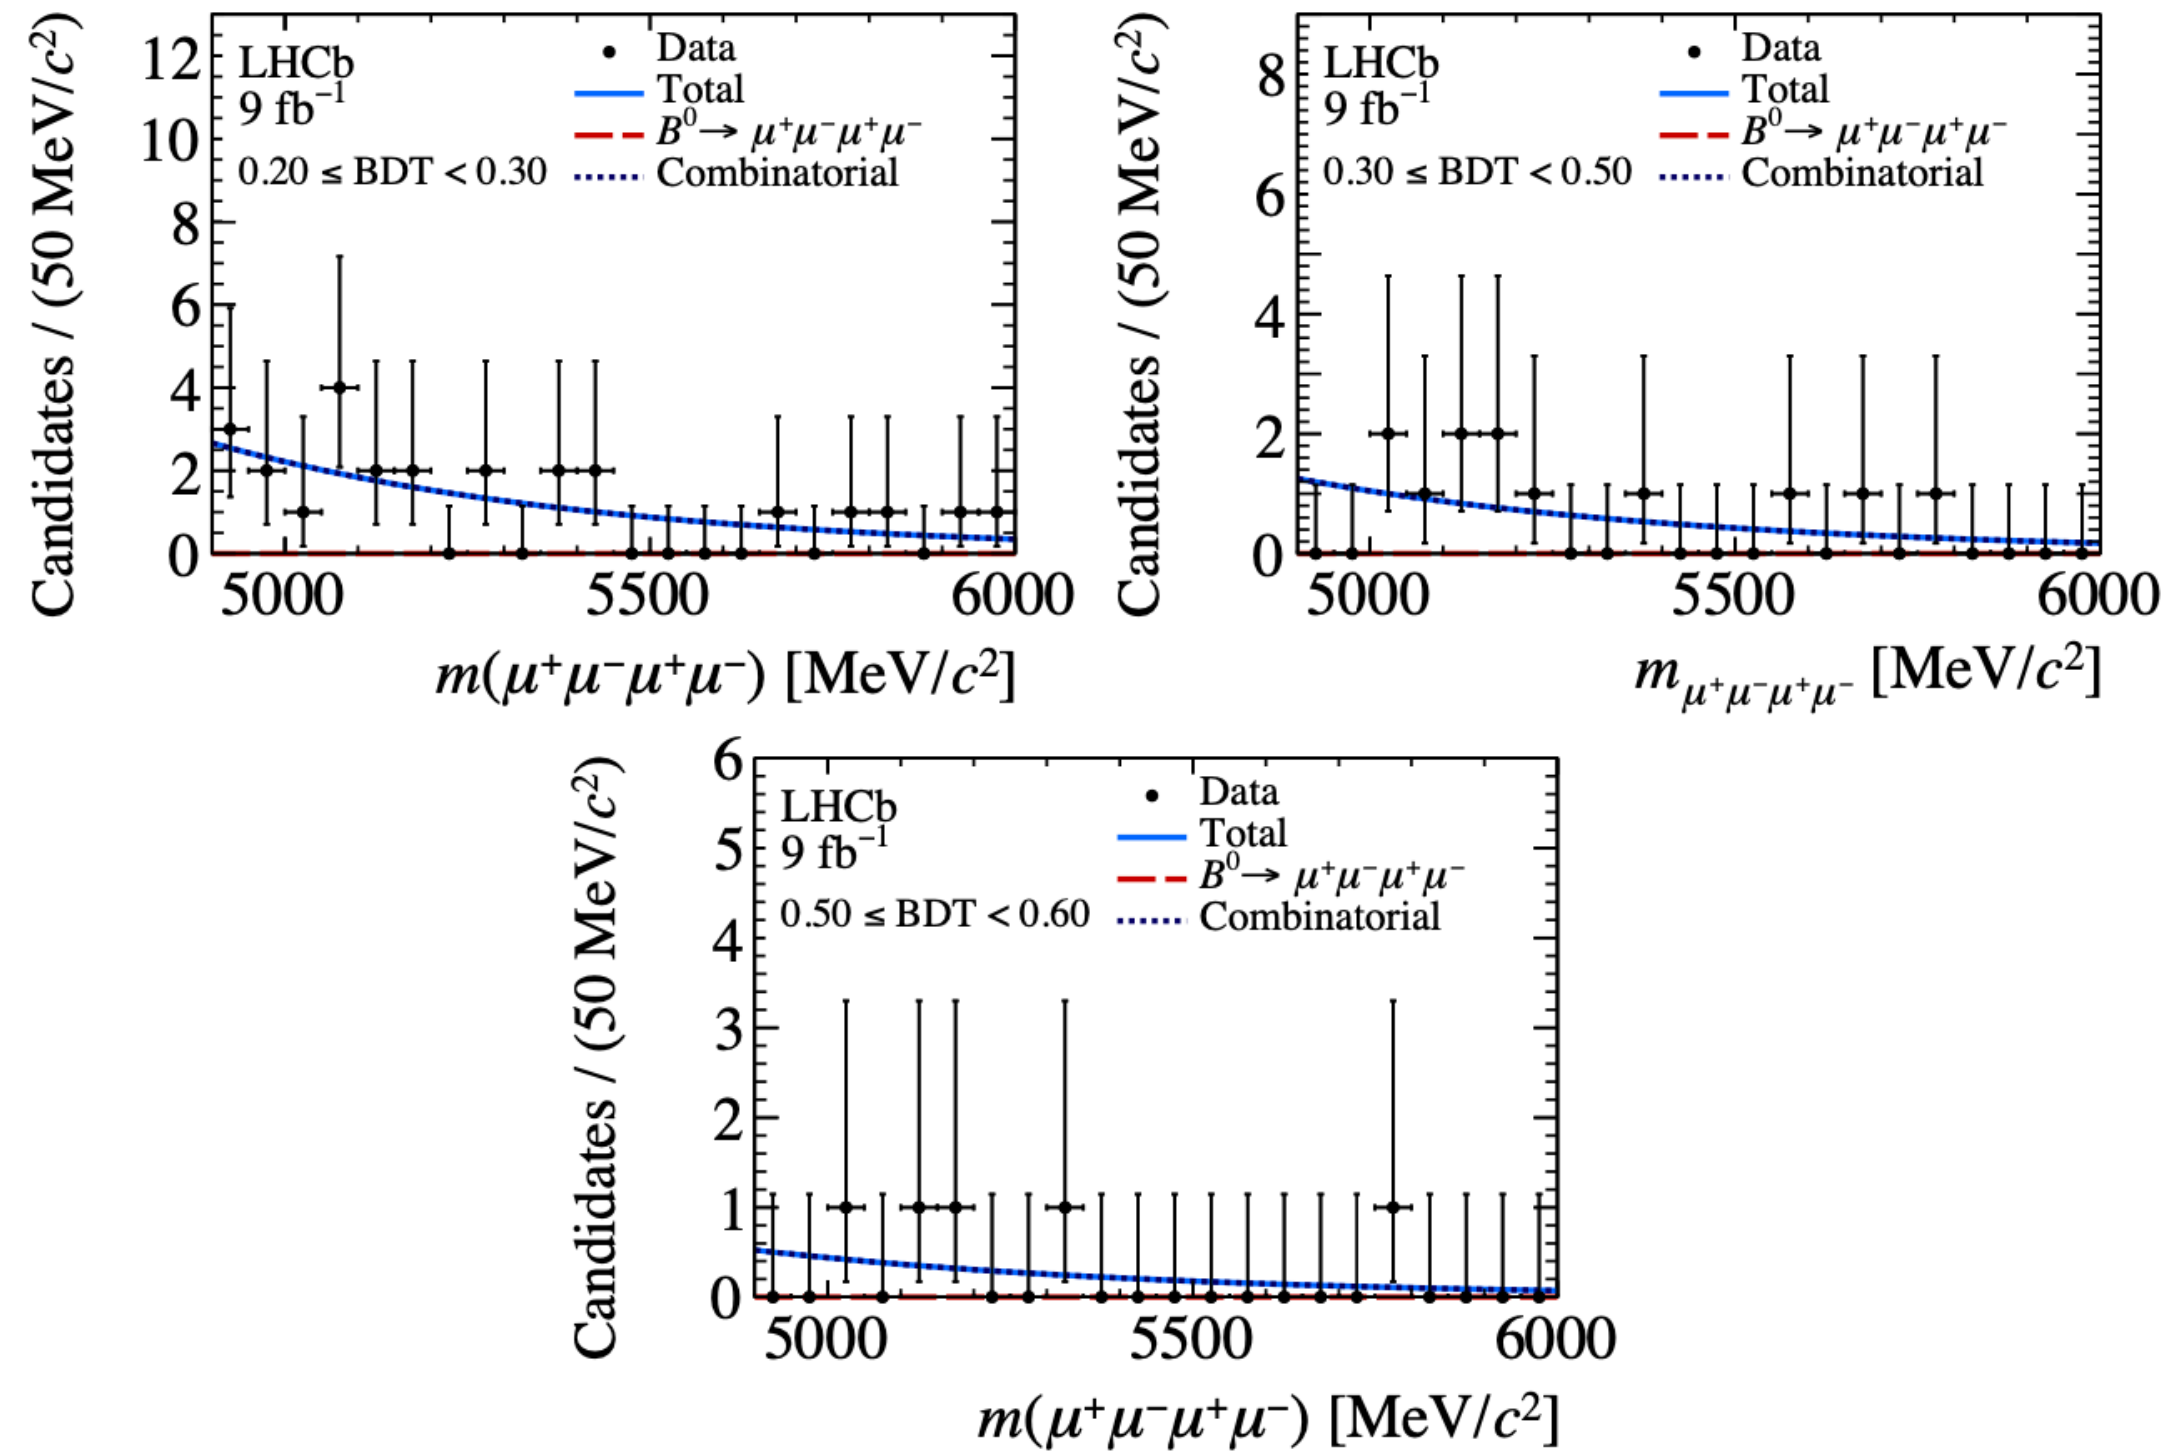 Candidates / (50 MeV/c²)
12
10
8
6
4
2
0
LHCb
9 fb⁻¹
0.20 ≤ BDT < 0.30
Data
Total
B⁰→ μ⁺μ⁻μ⁺μ⁻
Combinatorial
5000 5500 6000
m(μ⁺μ⁻μ⁺μ⁻) [MeV/c²]
Candidates / (50 MeV/c²)
8
6
4
2
0
LHCb
9 fb⁻¹
0.30 ≤ BDT < 0.50
Data
Total
B⁰→ μ⁺μ⁻μ⁺μ⁻
Combinatorial
5000 5500 6000
m_μ⁺μ⁻μ⁺μ⁻ [MeV/c²]
Candidates / (50 MeV/c²)
6
5
4
3
2
1
0
LHCb
9 fb⁻¹
0.50 ≤ BDT < 0.60
Data
Total
B⁰→ μ⁺μ⁻μ⁺μ⁻
Combinatorial
5000 5500 6000
m(μ⁺μ⁻μ⁺μ⁻) [MeV/c²]